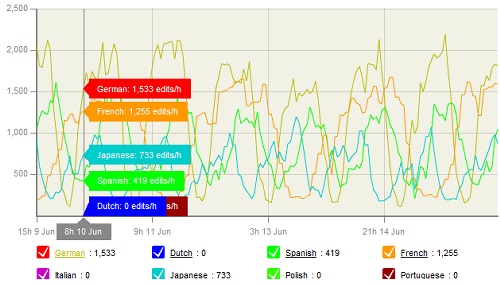 2,500
2,000
1,500
1,000
500
German: 1,533 edits/h
French: 1,255 edits/h
Japanese: 733 edits/h
Spanish: 419 edits/h
Dutch: 0 edits/h
s/h
15h 9 Jun
8h 10 Jun
9h 11 Jun
3h 13 Jun
21h 14 Jun
German : 1,533
Dutch : 0
Spanish : 419
French : 1,255
Italian : 0
Japanese : 733
Polish : 0
Portuguese : 0